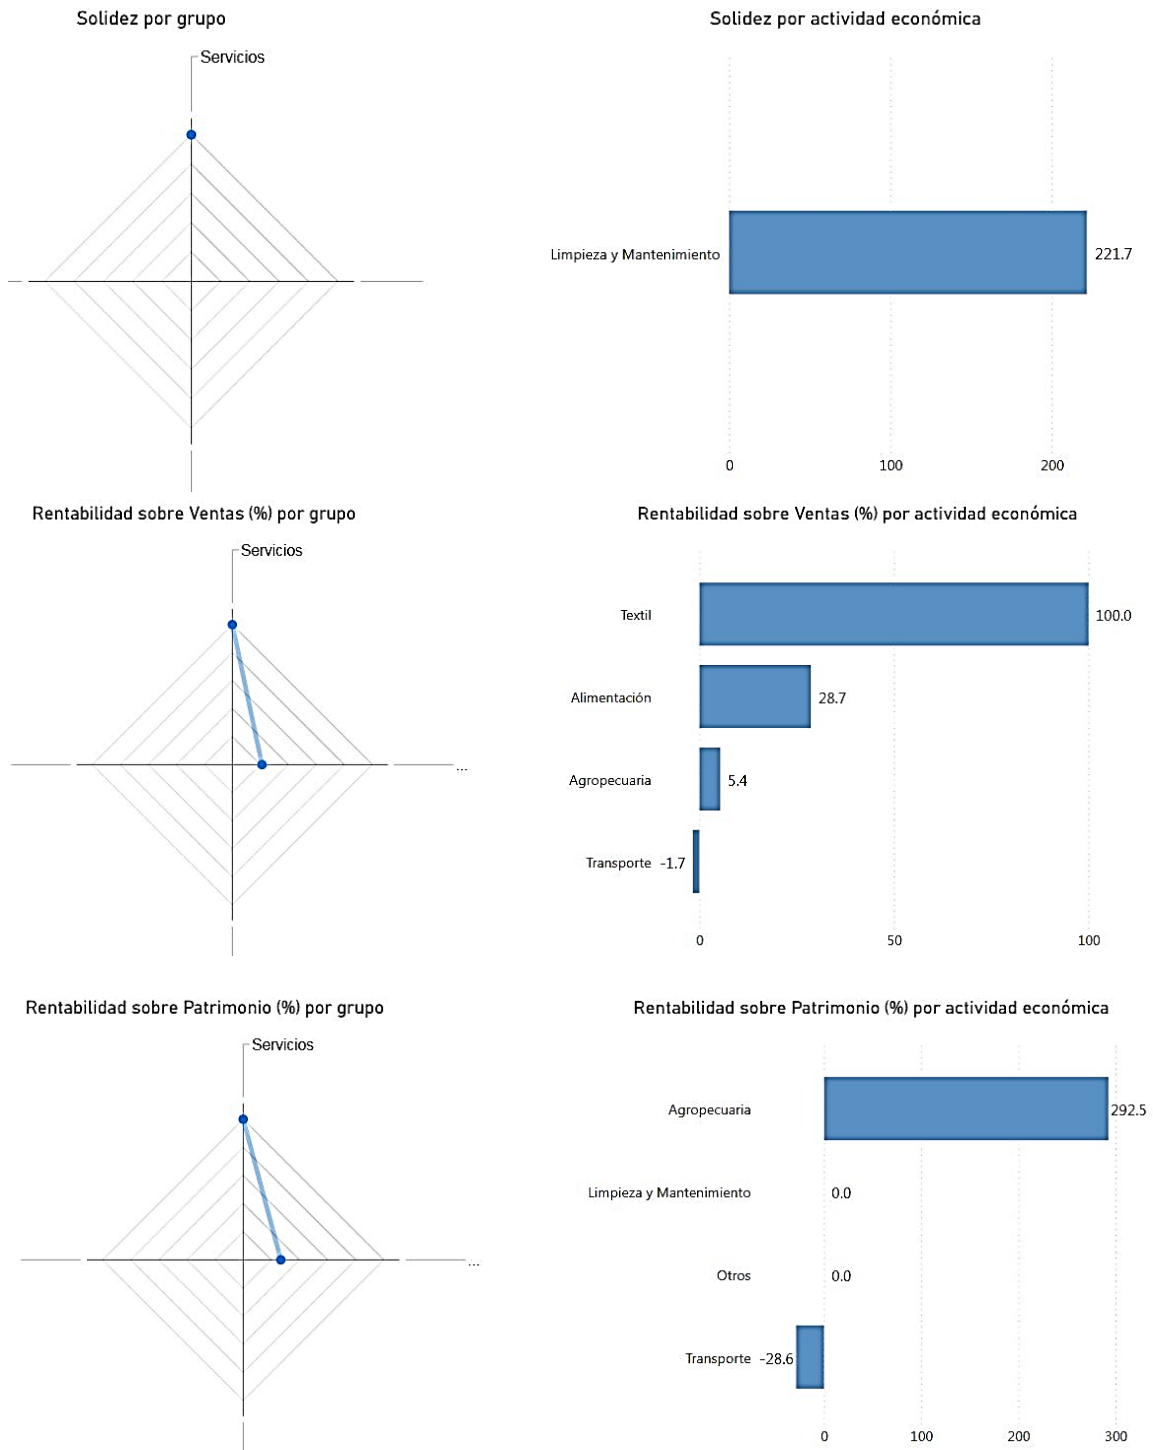 Solidez por grupo
Servicios
Solidez por actividad económica
Limpieza y Mantenimiento
221.7
0 100 200
Rentabilidad sobre Ventas (%) por grupo
Servicios
...
Rentabilidad sobre Ventas (%) por actividad económica
Textil 100.0
Alimentación 28.7
Agropecuaria 5.4
Transporte -1.7
0 50 100
Rentabilidad sobre Patrimonio (%) por grupo
Servicios
...
Rentabilidad sobre Patrimonio (%) por actividad económica
Agropecuaria 292.5
Limpieza y Mantenimiento 0.0
Otros 0.0
Transporte -28.6
0 100 200 300